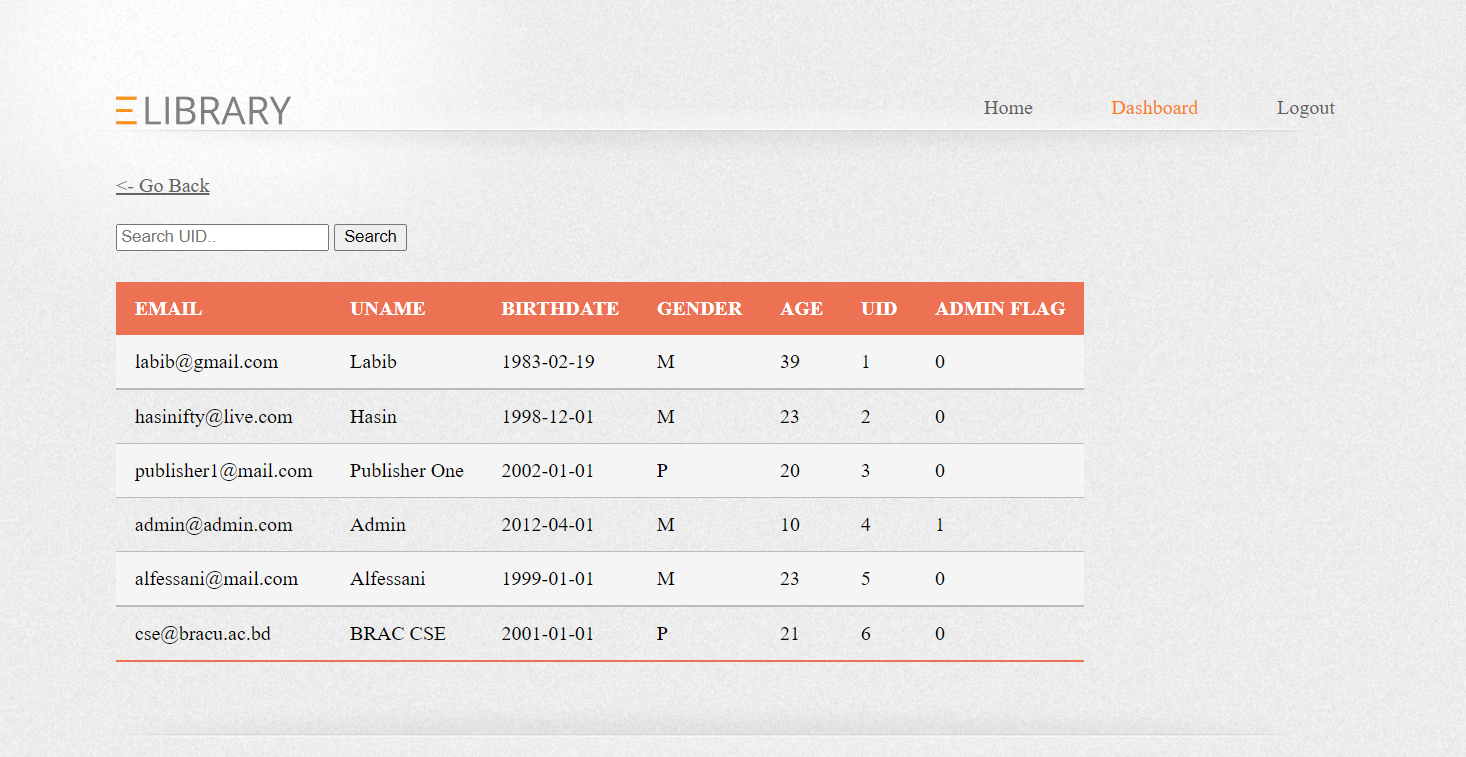 E LIBRARY Home Dashboard Logout
<- Go Back
Search UID.. Search
EMAIL UNAME BIRTHDATE GENDER AGE UID ADMIN FLAG
labib@gmail.com Labib 1983-02-19 M 39 1 0
hasinifty@live.com Hasin 1998-12-01 M 23 2 0
publisher1@mail.com Publisher One 2002-01-01 P 20 3 0
admin@admin.com Admin 2012-04-01 M 10 4 1
alfessani@mail.com Alfessani 1999-01-01 M 23 5 0
cse@bracu.ac.bd BRAC CSE 2001-01-01 P 21 6 0